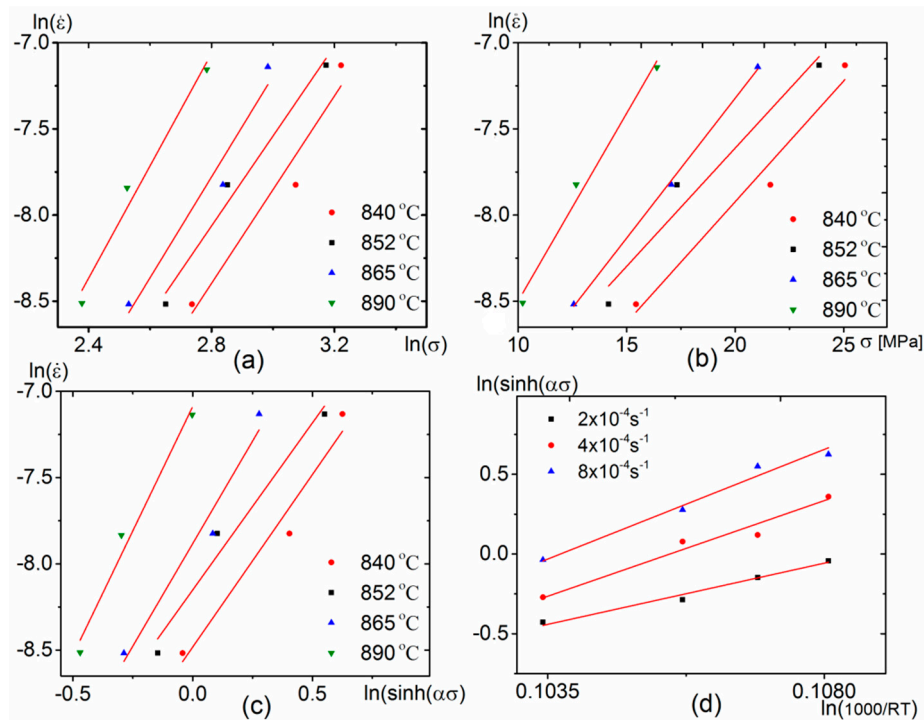 ln(ε̇)
-7.0
-7.5
-8.0
-8.5
2.4 2.8 3.2
ln(σ)
(a)
840 °C
852 °C
865 °C
890 °C
ln(ε̇)
-7.0
-7.5
-8.0
-8.5
10 15 20 25
σ [MPa]
(b)
840 °C
852 °C
865 °C
890 °C
ln(ε̇)
-7.0
-7.5
-8.0
-8.5
-0.5 0.0 0.5
ln(sinh(ασ)
(c)
840 °C
852 °C
865 °C
890 °C
ln(sinh(ασ)
2x10-4s-1
4x10-4s-1
8x10-4s-1
0.5
0.0
-0.5
0.1035 0.1080
ln(1000/RT)
(d)